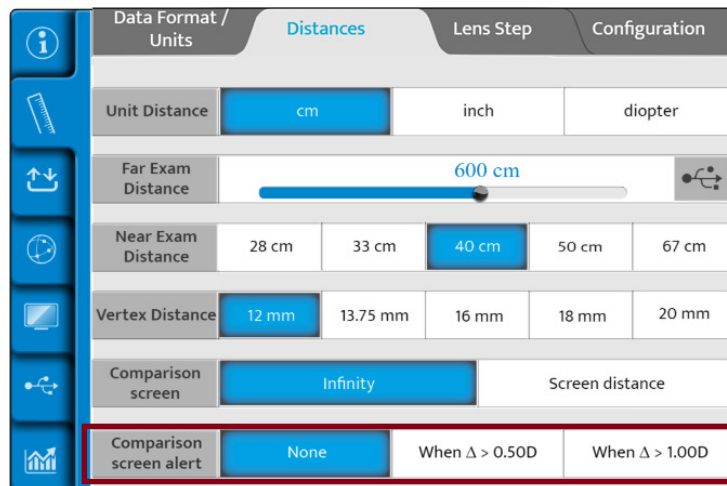 Data Format /
Units
Distances
Lens Step
Configuration
Unit Distance
cm
inch
diopter
Far Exam
Distance
600 cm
Near Exam
Distance
28 cm
33 cm
40 cm
50 cm
67 cm
Vertex Distance
12 mm
13.75 mm
16 mm
18 mm
20 mm
Comparison
screen
Infinity
Screen distance
Comparison
screen alert
None
When Δ > 0.50D
When Δ > 1.00D